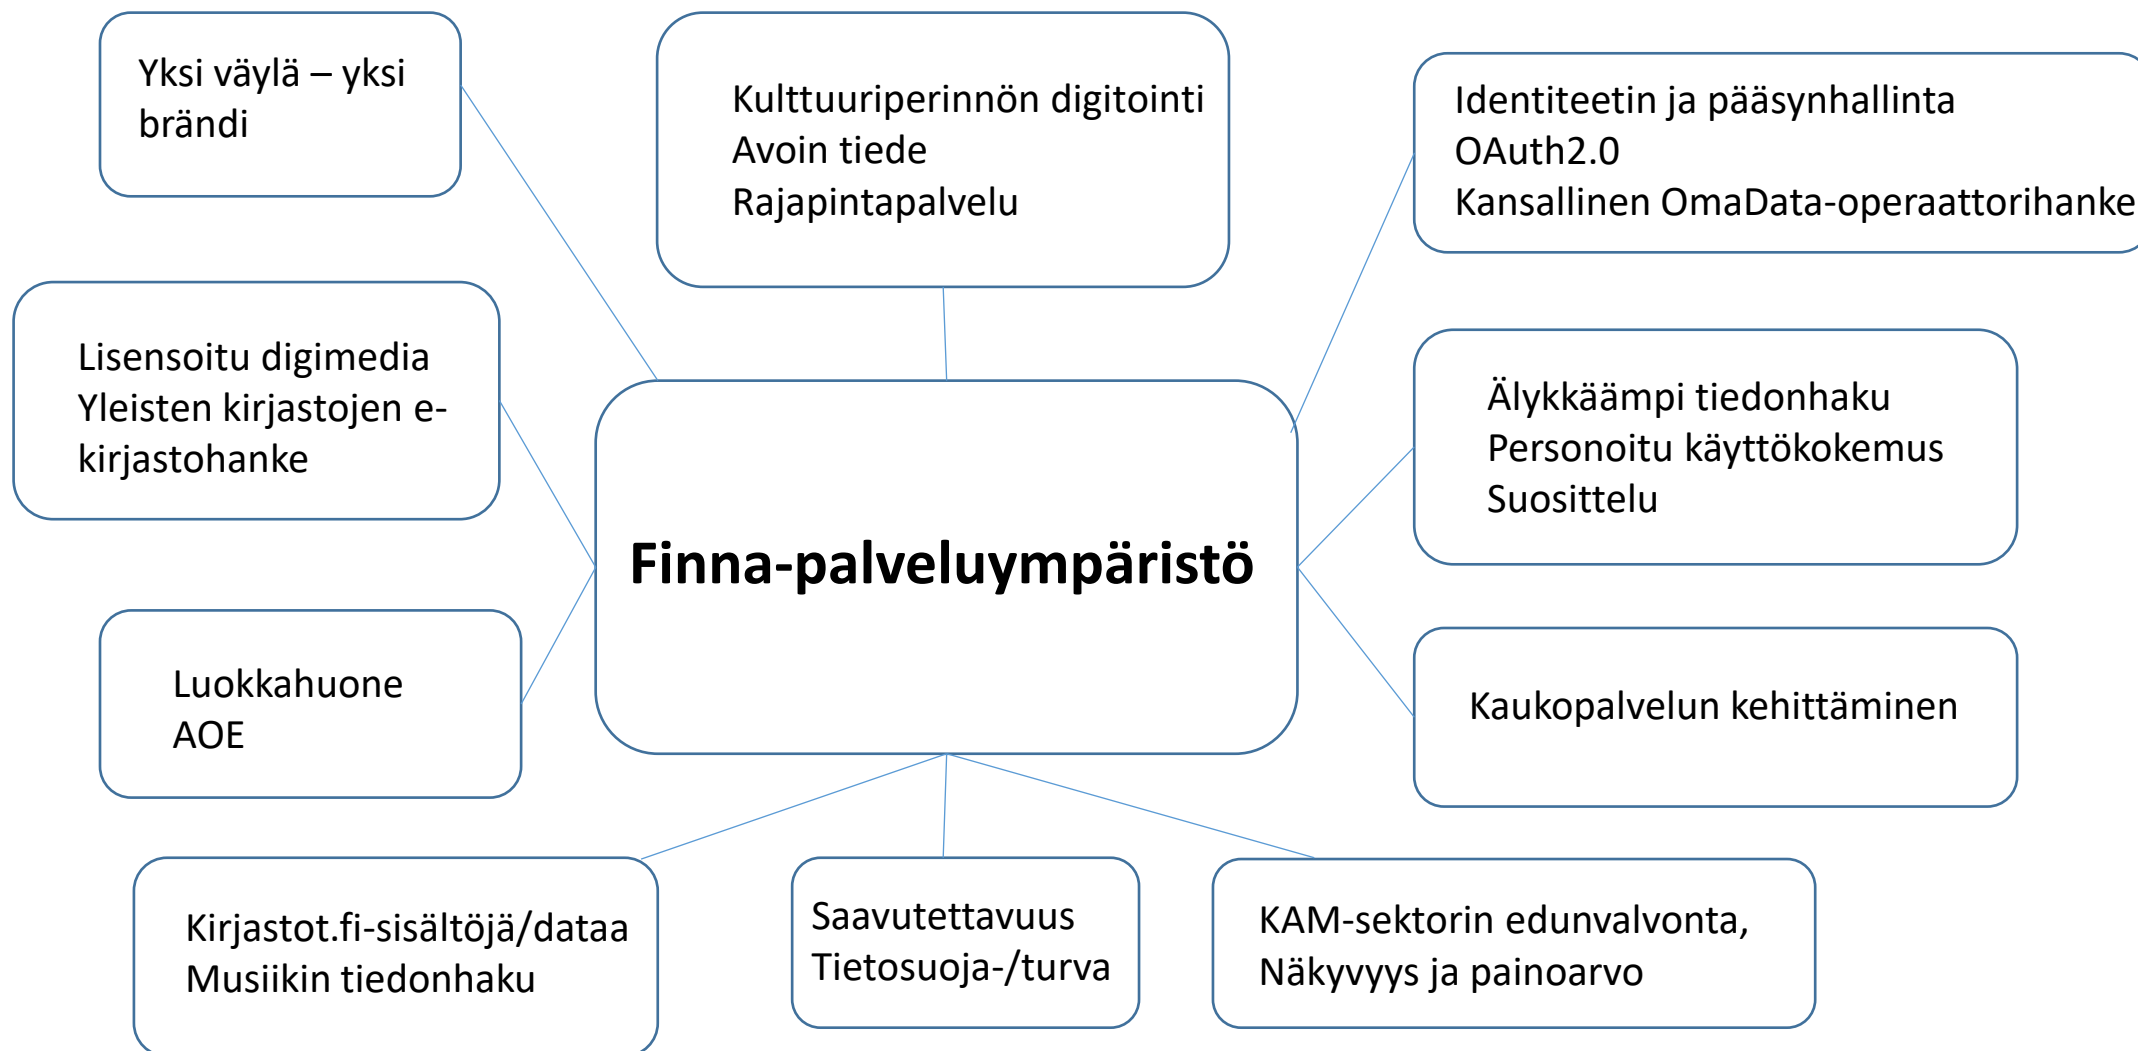 Yksi väylä – yksi
brändi
Kulttuuriperinnön digitointi
Avoin tiede
Rajapintapalvelu
Identiteetin ja pääsynhallinta
OAuth2.0
Kansallinen OmaData-operaattorihanke
Lisensoitu digimedia
Yleisten kirjastojen e-
kirjastohanke
Älykkäämpi tiedonhaku
Personoitu käyttökokemus
Suosittelu
Finna-palveluympäristö
Luokkahuone
AOE
Kaukopalvelun kehittäminen
Kirjastot.fi-sisältöjä/dataa
Musiikin tiedonhaku
Saavutettavuus
Tietosuoja-/turva
KAM-sektorin edunvalvonta,
Näkyvyys ja painoarvo